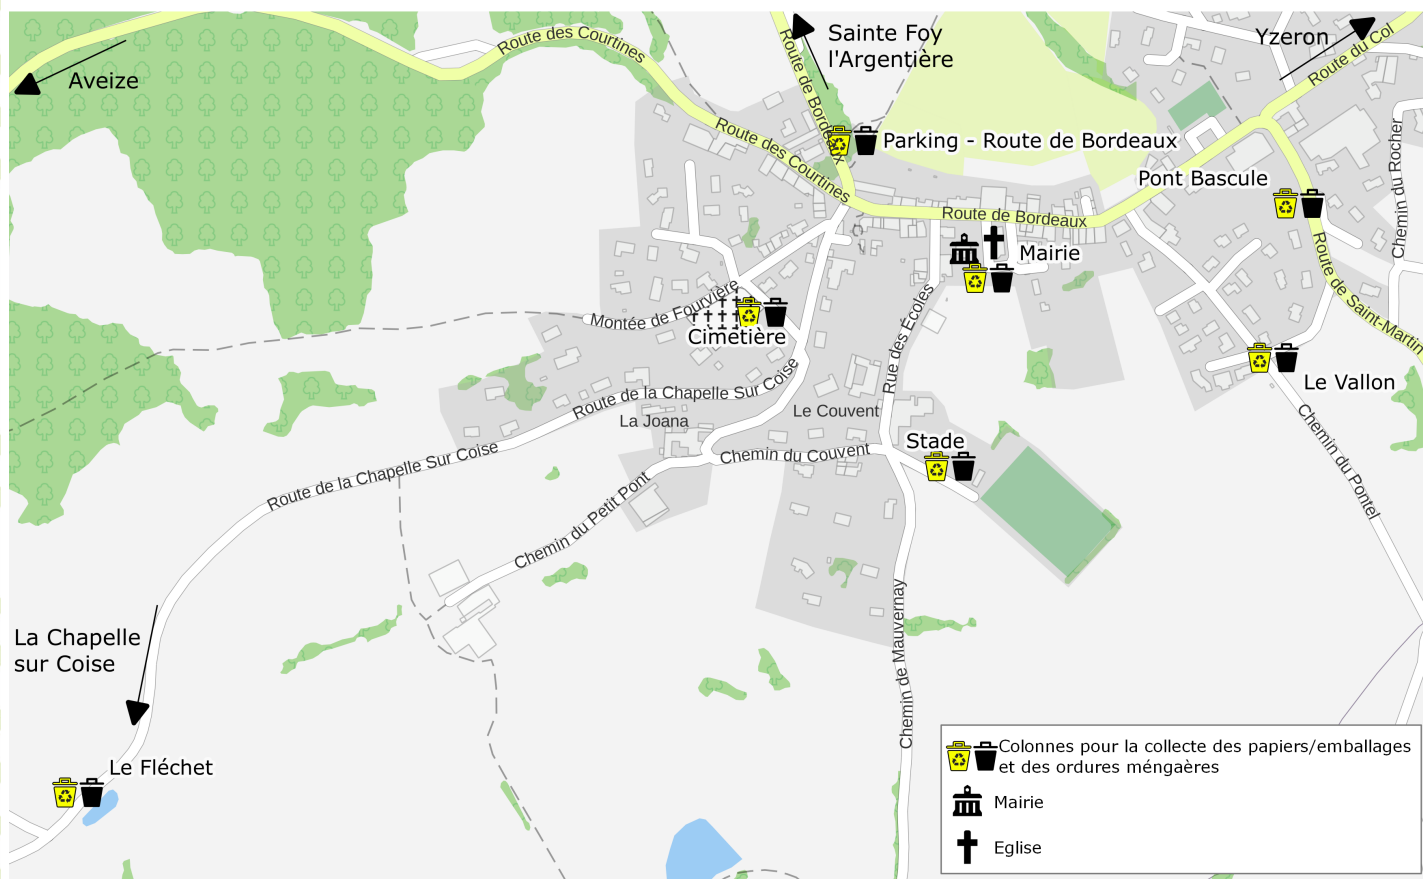 Aveize
Route des Courtines
Sainte Foy
l'Argentière
Route de Bordeaux
Yzeron
Route du Col
Parking - Route de Bordeaux
Route des Courtines
Pont Bascule
Chemin du Rocher
Route de Bordeaux
Mairie
Route de Saint-Martin
Montée de Fourvière
Cimetière
Rue des Écoles
Le Vallon
Route de la Chapelle Sur Coise
La Joana
Le Couvent
Stade
Chemin du Couvent
Chemin du Pontel
Route de la Chapelle Sur Coise
Chemin du Petit Pont
La Chapelle
sur Coise
Chemin de Mauvernay
Le Fléchet
Colonnes pour la collecte des papiers/emballages
et des ordures méngaères
Mairie
Eglise